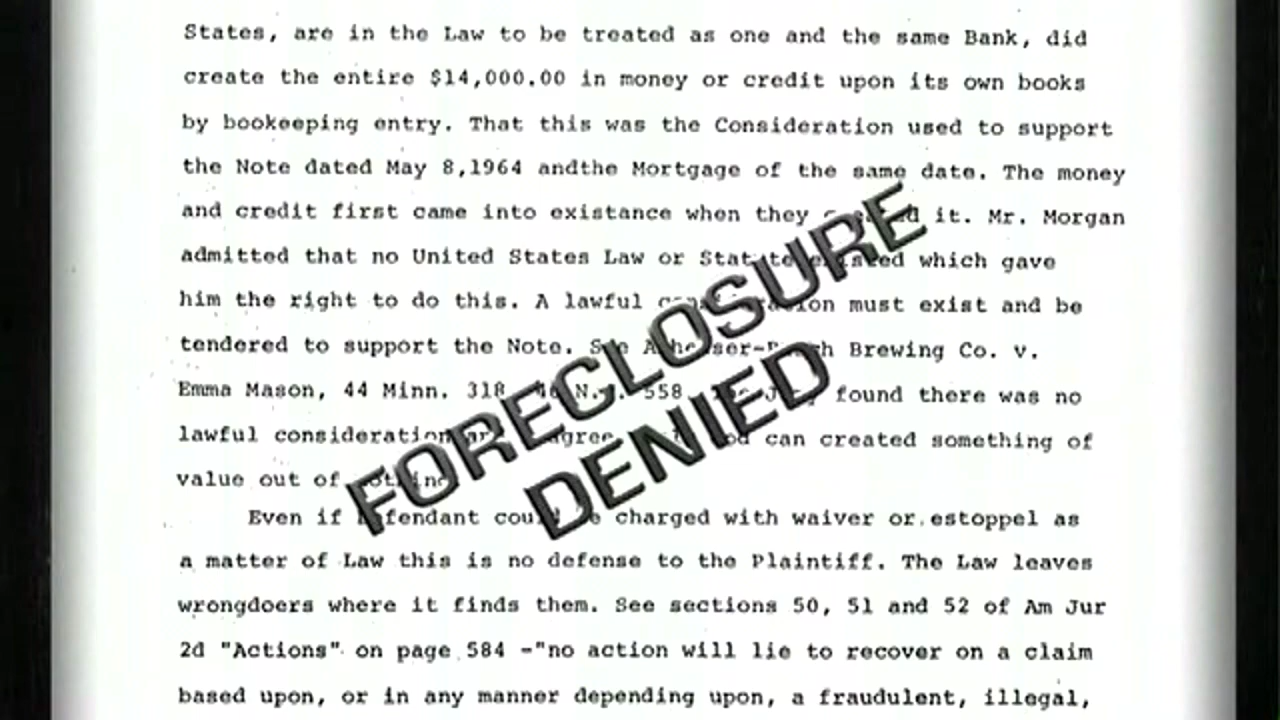 States, are in the Law to be treated as one and the same Bank, did
create the entire $14,000.00 in money or credit upon its own books
by bookeeping entry. That this was the Consideration used to support
the Note dated May 8,1964 andthe Mortgage of the same date. The money
and credit first came into existance when they it. Mr. Morgan
admitted that no United States Law or Statute existed which gave
him the right to do this. A lawful must exist and be
tendered to support the Note. See Brewing Co. v.
Emma Mason, 44 Minn. 318 558 found there was no
lawful consideration can created something of
value out of
FORECLOSURE
DENIED
Even if Defendant could be charged with waiver or estoppel as
a matter of Law this is no defense to the Plaintiff. The Law leaves
wrongdoers where it finds them. See sections 50, 51 and 52 of Am Jur
2d "Actions" on page 584 -"no action will lie to recover on a claim
based upon, or in any manner depending upon, a fraudulent, illegal,